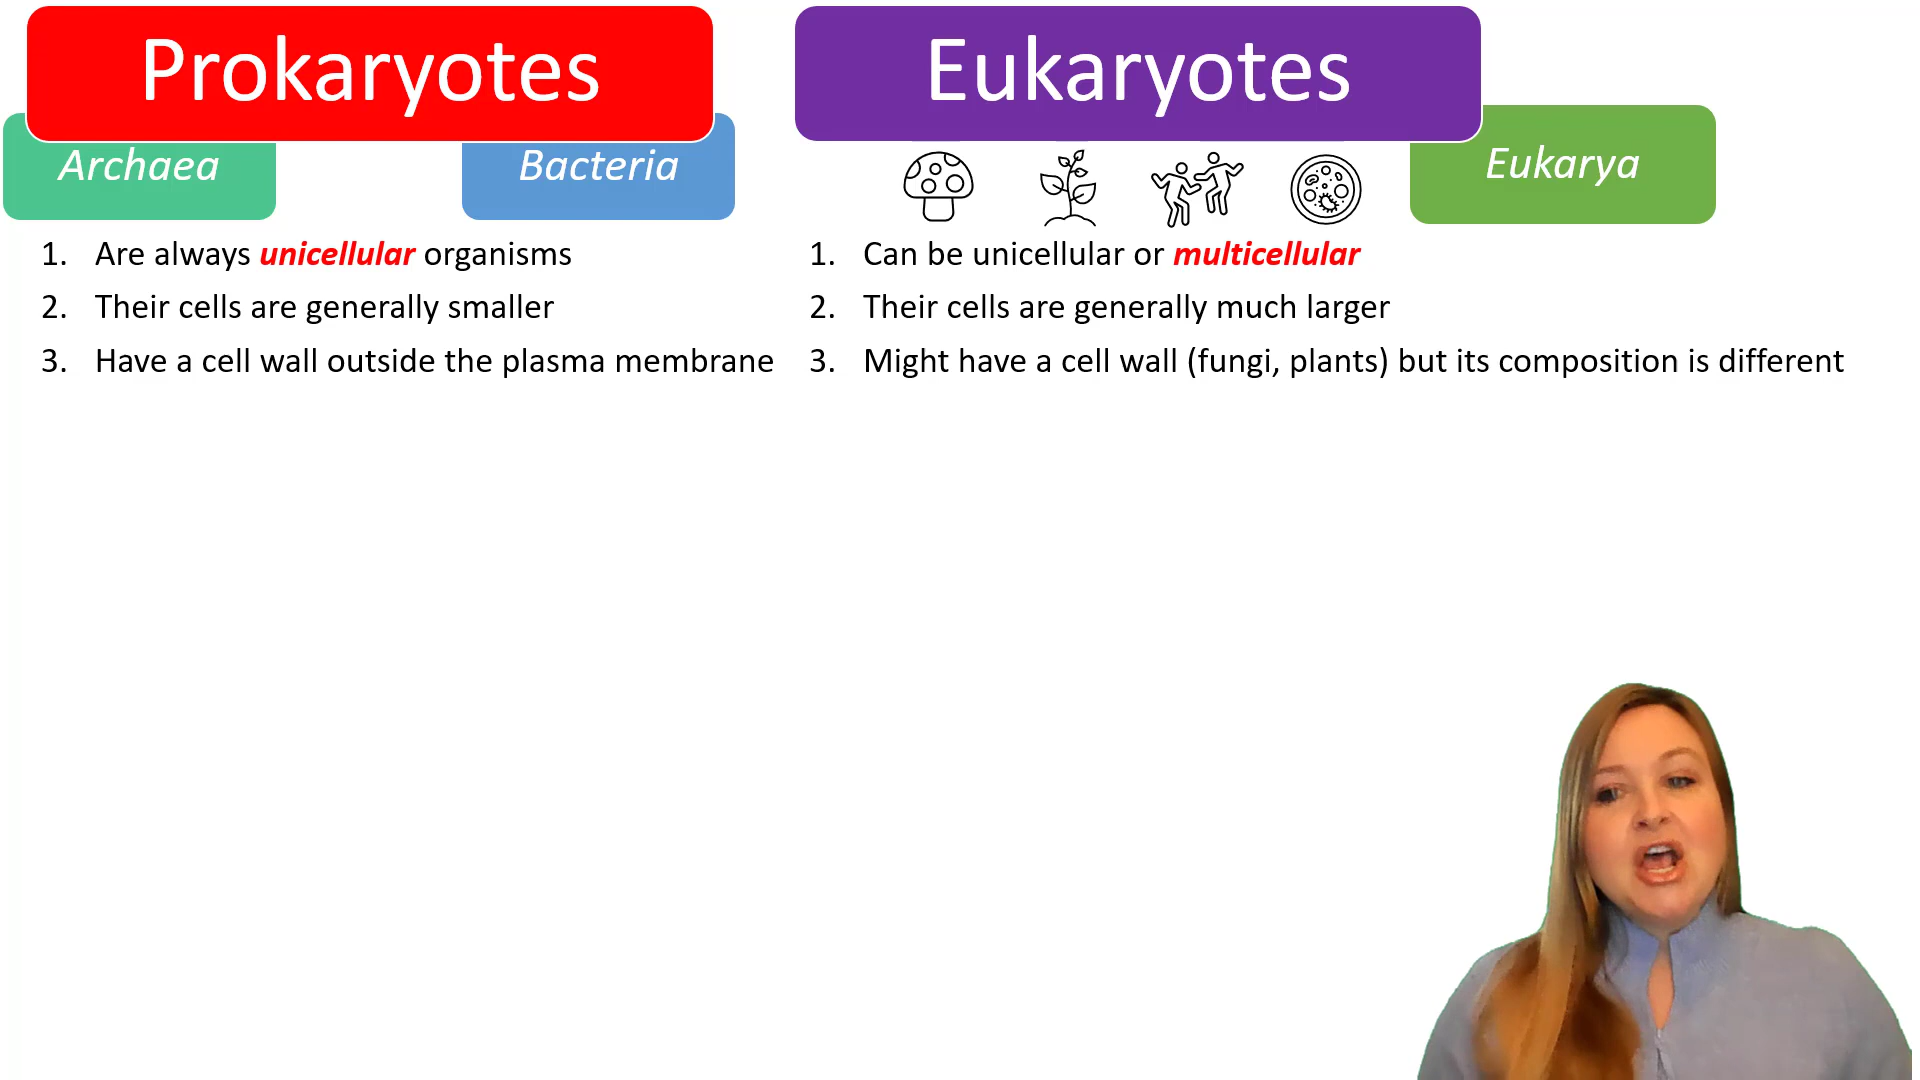 Prokaryotes
Archaea
Bacteria
1. Are always unicellular organisms
2. Their cells are generally smaller
3. Have a cell wall outside the plasma membrane
Eukaryotes
Eukarya
1. Can be unicellular or multicellular
2. Their cells are generally much larger
3. Might have a cell wall (fungi, plants) but its composition is different